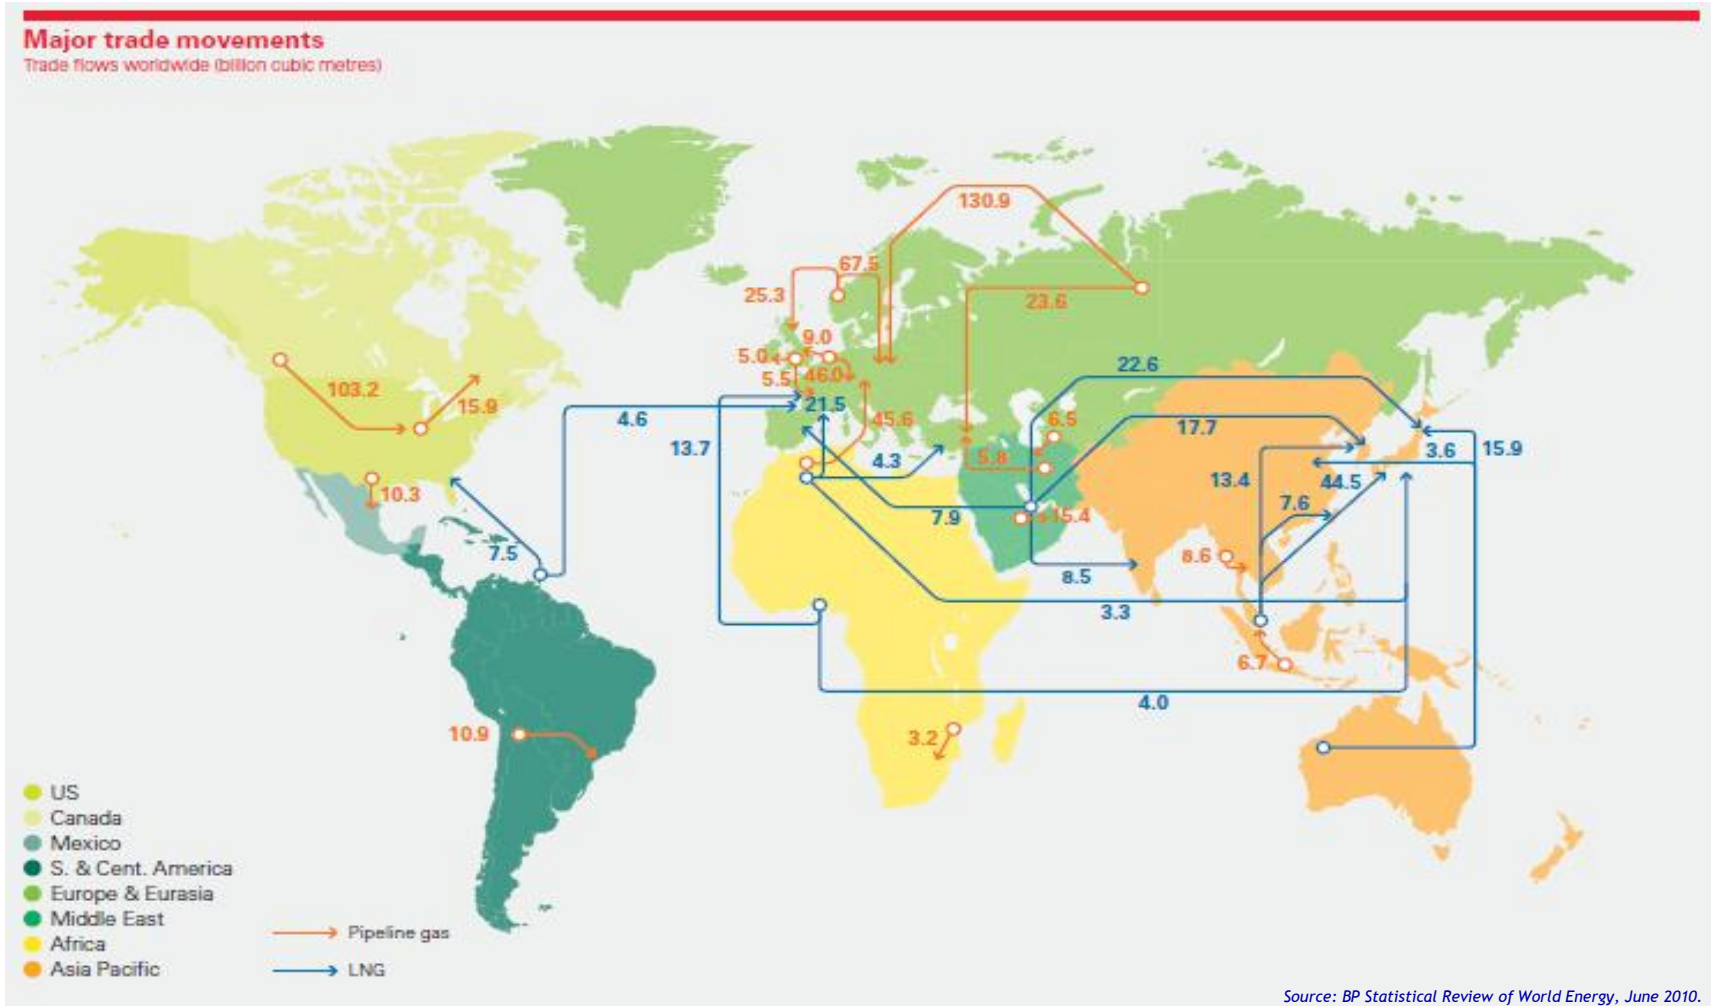 Major trade movements
Trade flows worldwide (billion cubic metres)
130.9
67.5
25.3
23.6
9.0
5.0
5.5
46.0
22.6
103.2
15.9
4.6
21.5
45.6
6.5
17.7
13.7
4.3
5.8
3.6
15.9
10.3
13.4
44.5
7.6
7.9
15.4
7.5
8.6
8.5
3.3
6.7
4.0
10.9
3.2
US
Canada
Mexico
S. & Cent. America
Europe & Eurasia
Middle East
Africa
Asia Pacific
Pipeline gas
LNG
Source: BP Statistical Review of World Energy, June 2010.